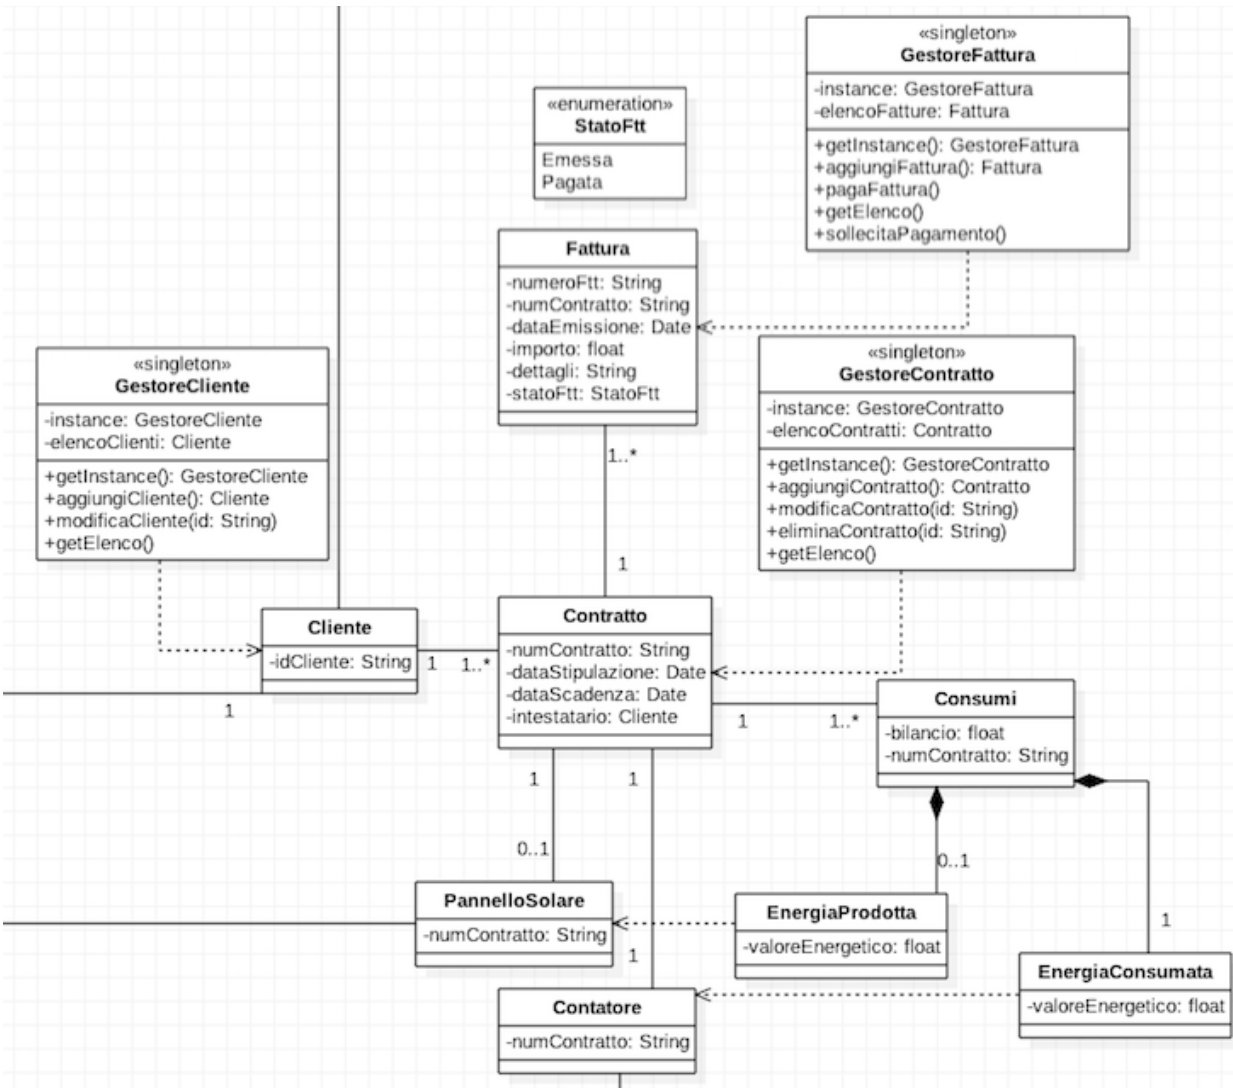 «singleton»
GestoreFattura
-instance: GestoreFattura
-elencoFatture: Fattura
+getInstance(): GestoreFattura
+aggiungiFattura(): Fattura
+pagaFattura()
+getElenco()
+sollecitaPagamento()
«enumeration»
StatoFtt
Emessa
Pagata
Fattura
-numeroFtt: String
-numContratto: String
-dataEmissione: Date
-importo: float
-dettagli: String
-statoFtt: StatoFtt
1..*
1
«singleton»
GestoreCliente
-instance: GestoreCliente
-elencoClienti: Cliente
+getInstance(): GestoreCliente
+aggiungiCliente(): Cliente
+modificaCliente(id: String)
+getElenco()
«singleton»
GestoreContratto
-instance: GestoreContratto
-elencoContratti: Contratto
+getInstance(): GestoreContratto
+aggiungiContratto(): Contratto
+modificaContratto(id: String)
+eliminaContratto(id: String)
+getElenco()
Cliente
-idCliente: String
1
1
1..*
Contratto
-numContratto: String
-dataStipulazione: Date
-dataScadenza: Date
-intestatario: Cliente
1
1..*
Consumi
-bilancio: float
-numContratto: String
1
0..1
1
1
0..1
1
PannelloSolare
-numContratto: String
EnergiaProdotta
-valoreEnergetico: float
EnergiaConsumata
-valoreEnergetico: float
Contatore
-numContratto: String